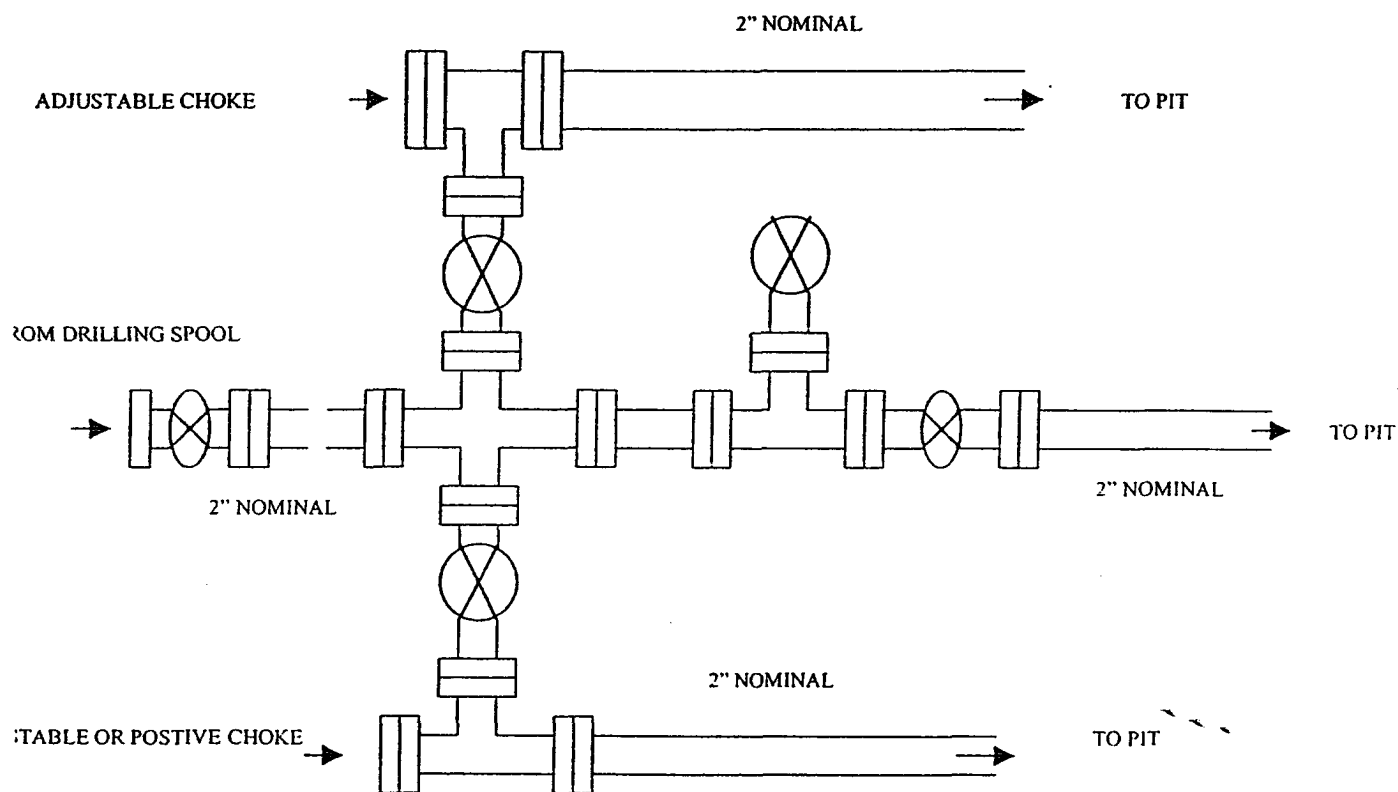 2” NOMINAL
ADJUSTABLE CHOKE
TO PIT
ROM DRILLING SPOOL
TO PIT
2” NOMINAL
2” NOMINAL
2” NOMINAL
STABLE OR POSTIVE CHOKE
TO PIT